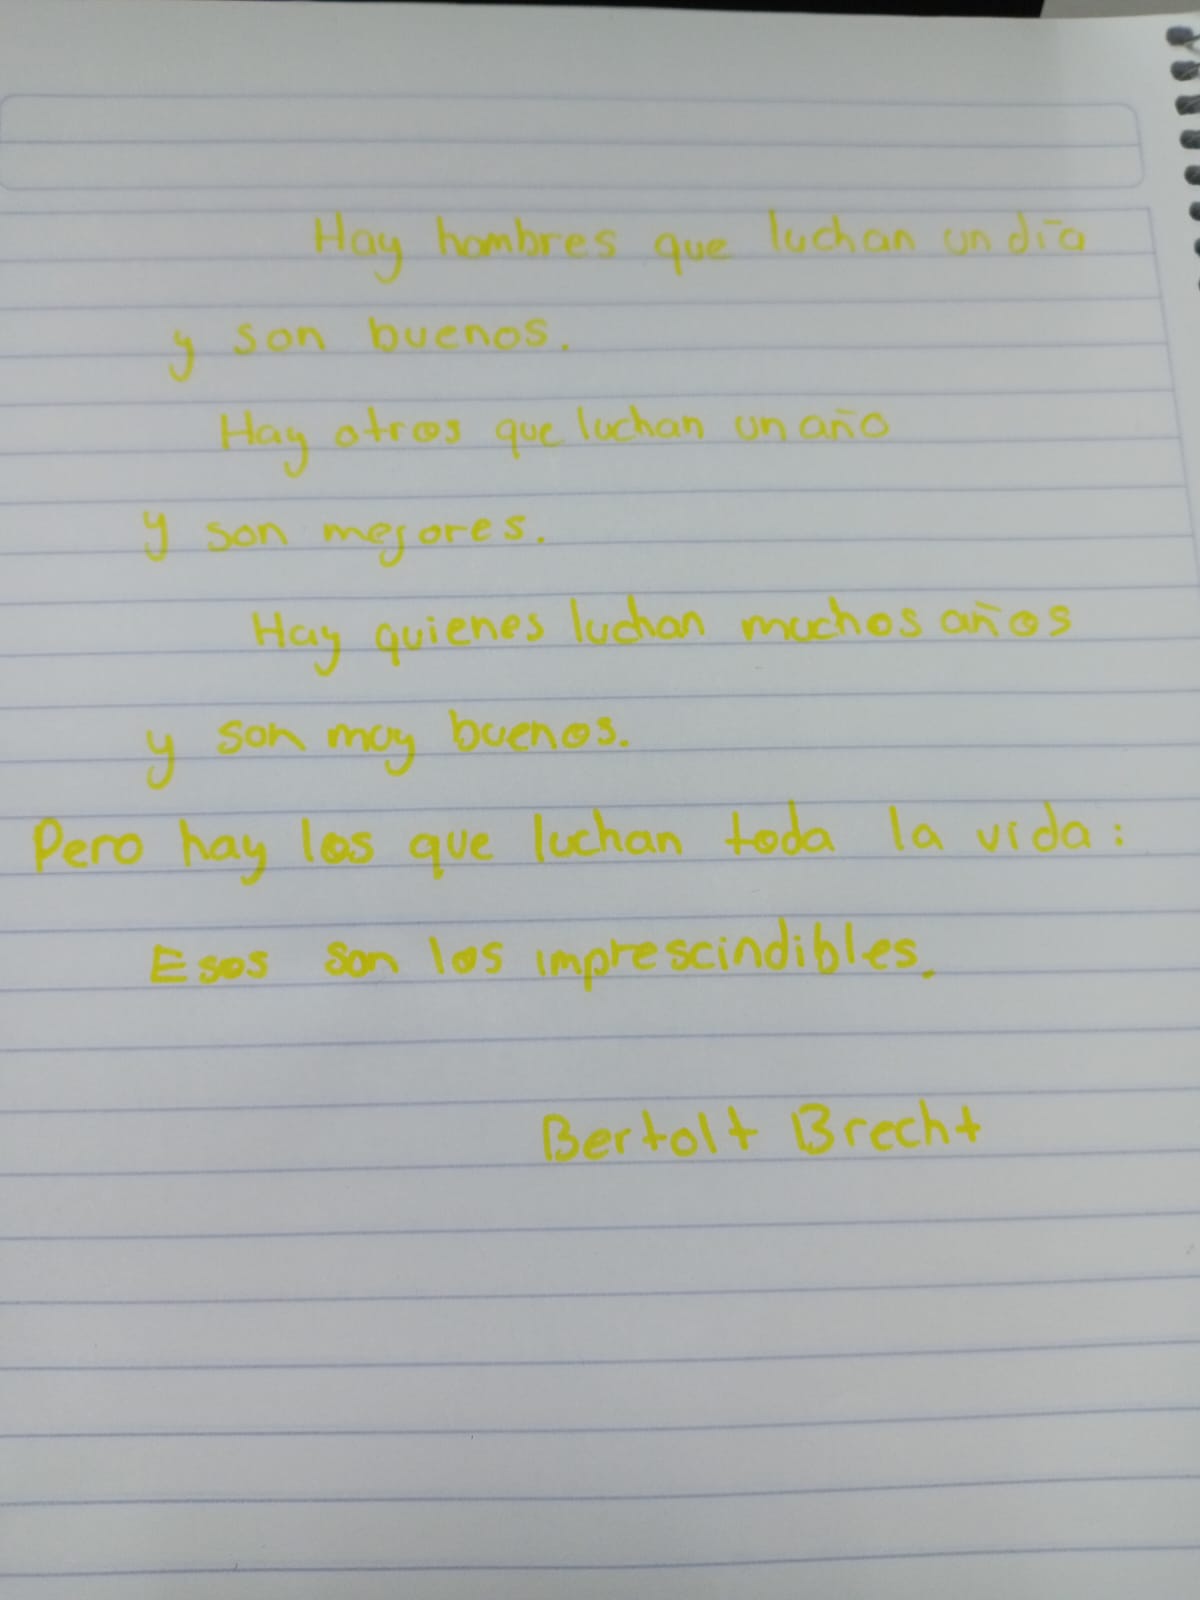 Hay hombres que luchan un día
y son buenos.
Hay otros que luchan un año
y son mejores.
Hay quienes luchan muchos años
y son muy buenos.
Pero hay los que luchan toda la vida:
Esos son los imprescindibles.
Bertolt Brecht